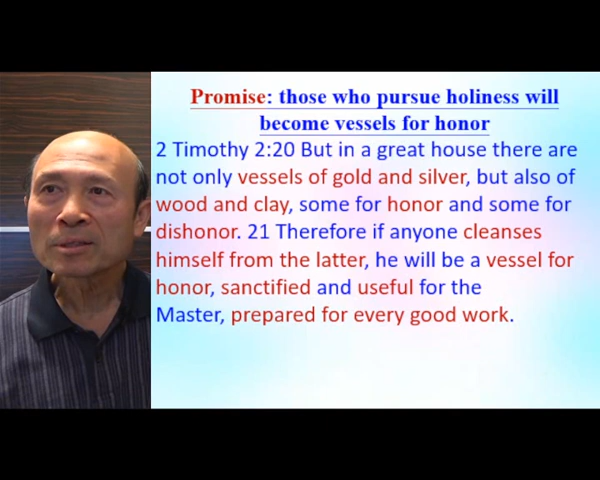 Promise: those who pursue holiness will
become vessels for honor
2 Timothy 2:20 But in a great house there are
not only vessels of gold and silver, but also of
wood and clay, some for honor and some for
dishonor. 21 Therefore if anyone cleanses
himself from the latter, he will be a vessel for
honor, sanctified and useful for the
Master, prepared for every good work.